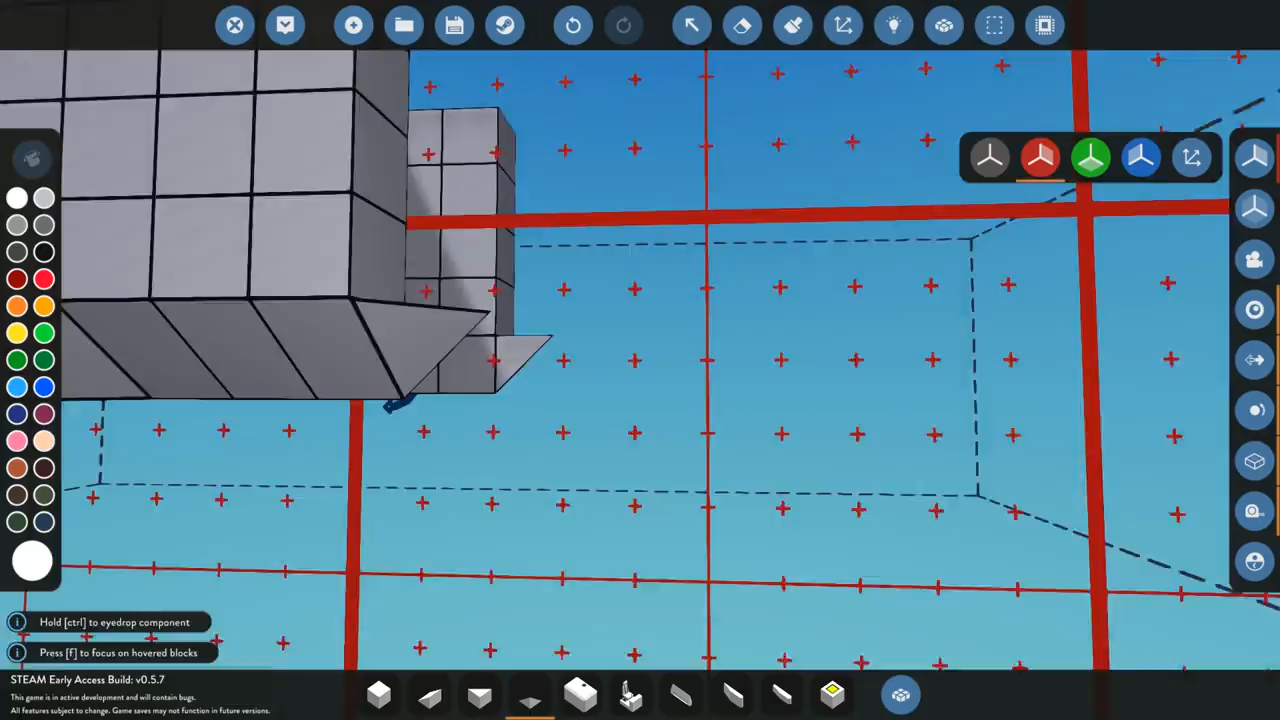 Hold [ctrl] to eyedrop component
Press [f] to focus on hovered blocks
STEAM Early Access Build: v0.5.7
This game is in active development and will contain bugs.
All features subject to change. Game saves may not function in future versions.